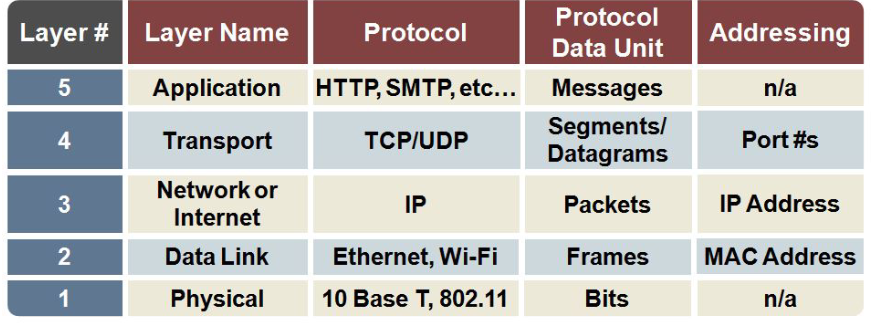 Layer # Layer Name Protocol Protocol Data Unit Addressing
5 Application HTTP, SMTP, etc... Messages n/a
4 Transport TCP/UDP Segments/ Datagrams Port #s
3 Network or Internet IP Packets IP Address
2 Data Link Ethernet, Wi-Fi Frames MAC Address
1 Physical 10 Base T, 802.11 Bits n/a